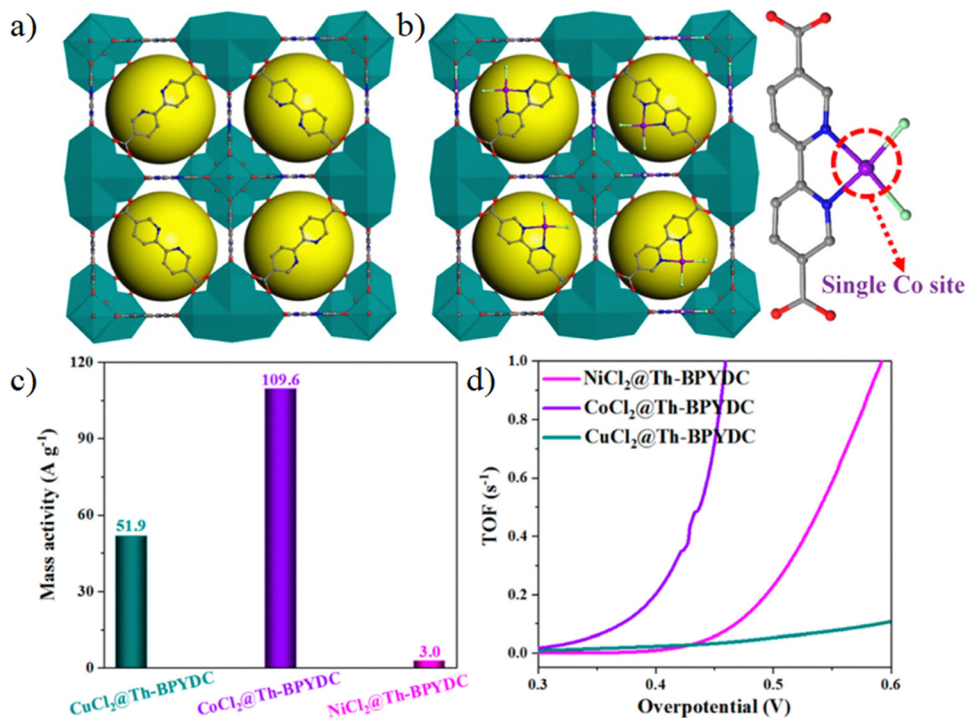 a)
b)
Single Co site
c)
Mass activity (A g⁻¹)
120
90
60
30
0
51.9
109.6
3.0
CuCl₂@Th-BPYDC
CoCl₂@Th-BPYDC
NiCl₂@Th-BPYDC
d)
TOF (s⁻¹)
1.0
0.8
0.6
0.4
0.2
0.0
NiCl₂@Th-BPYDC
CoCl₂@Th-BPYDC
CuCl₂@Th-BPYDC
0.3
0.4
0.5
0.6
Overpotential (V)